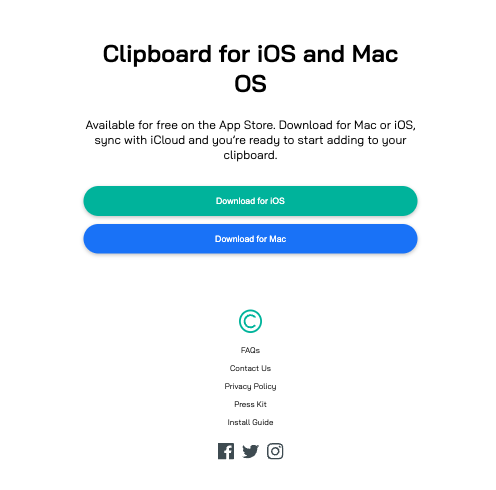 Clipboard for iOS and Mac
OS
Available for free on the App Store. Download for Mac or iOS,
sync with iCloud and you're ready to start adding to your
clipboard.
Download for iOS
Download for Mac
©
FAQs
Contact Us
Privacy Policy
Press Kit
Install Guide